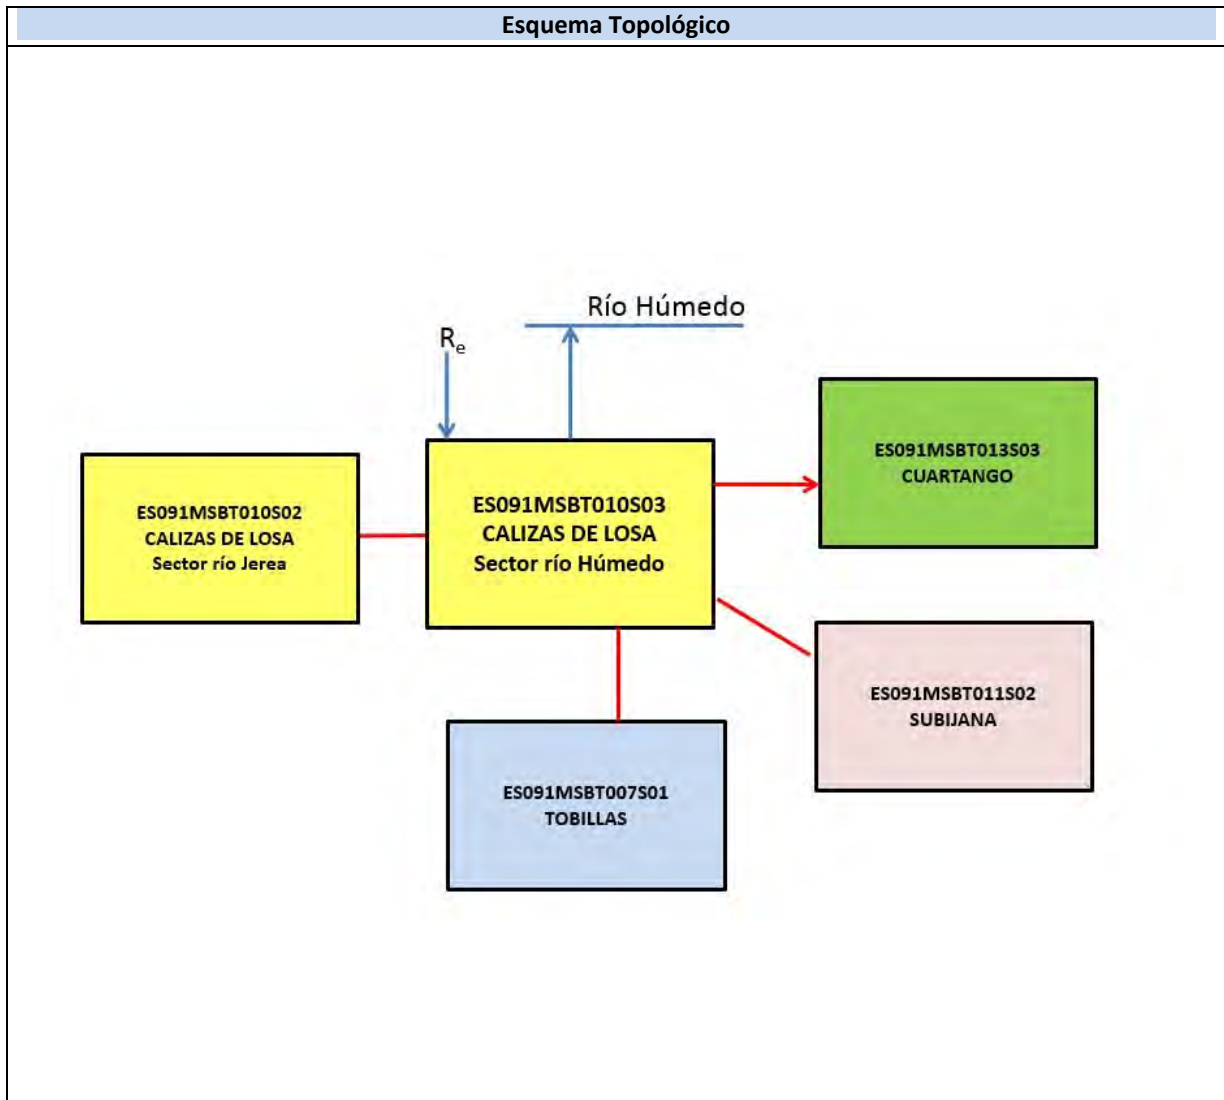 Esquema Topológico
Río Húmedo
Re
ES091MSBT013S03
CUARTANGO
ES091MSBT010S02
CALIZAS DE LOSA
Sector río Jerea
ES091MSBT010S03
CALIZAS DE LOSA
Sector río Húmedo
ES091MSBT011S02
SUBIJANA
ES091MSBT007S01
TOBILLAS